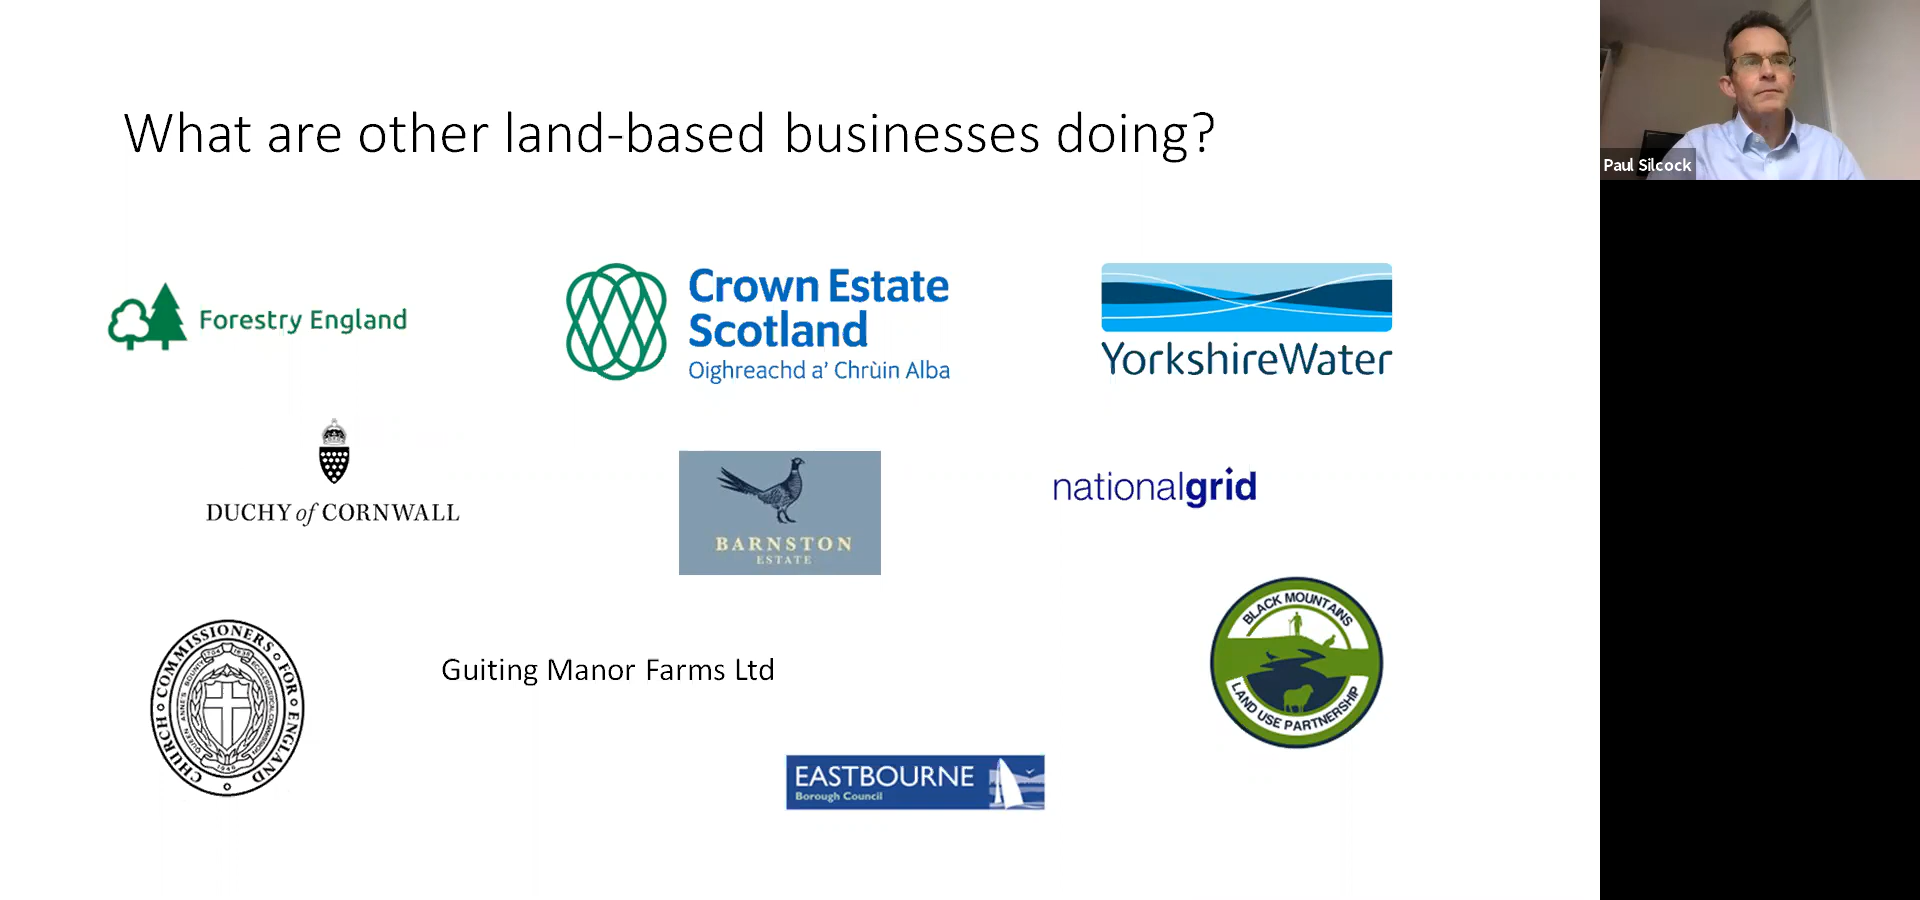 What are other land-based businesses doing?
Paul Silcock
Forestry England
Crown Estate
Scotland
Oighreachd a' Chrùin Alba
YorkshireWater
DUCHY of CORNWALL
BARNSTON
ESTATE
nationalgrid
CHURCH COMMISSIONERS FOR ENGLAND
Guiting Manor Farms Ltd
BLACK MOUNTAINS
LAND USE PARTNERSHIP
EASTBOURNE
Borough Council